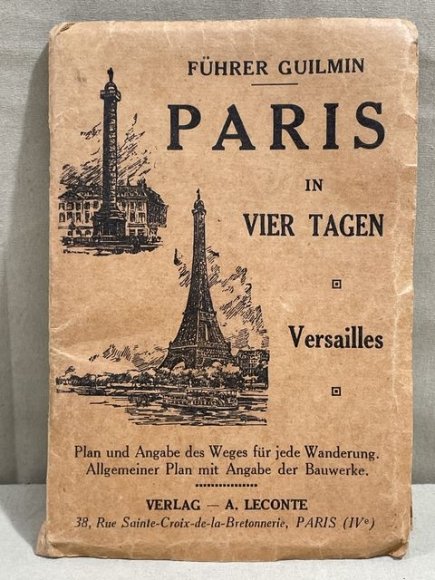 FÜHRER GUILMIN
PARIS
IN
VIER TAGEN
Versailles
Plan und Angabe des Weges für jede Wanderung.
Allgemeiner Plan mit Angabe der Bauwerke.
VERLAG — A. LECONTE
38, Rue Sainte-Croix-de-la-Bretonnerie, PARIS (IVe)